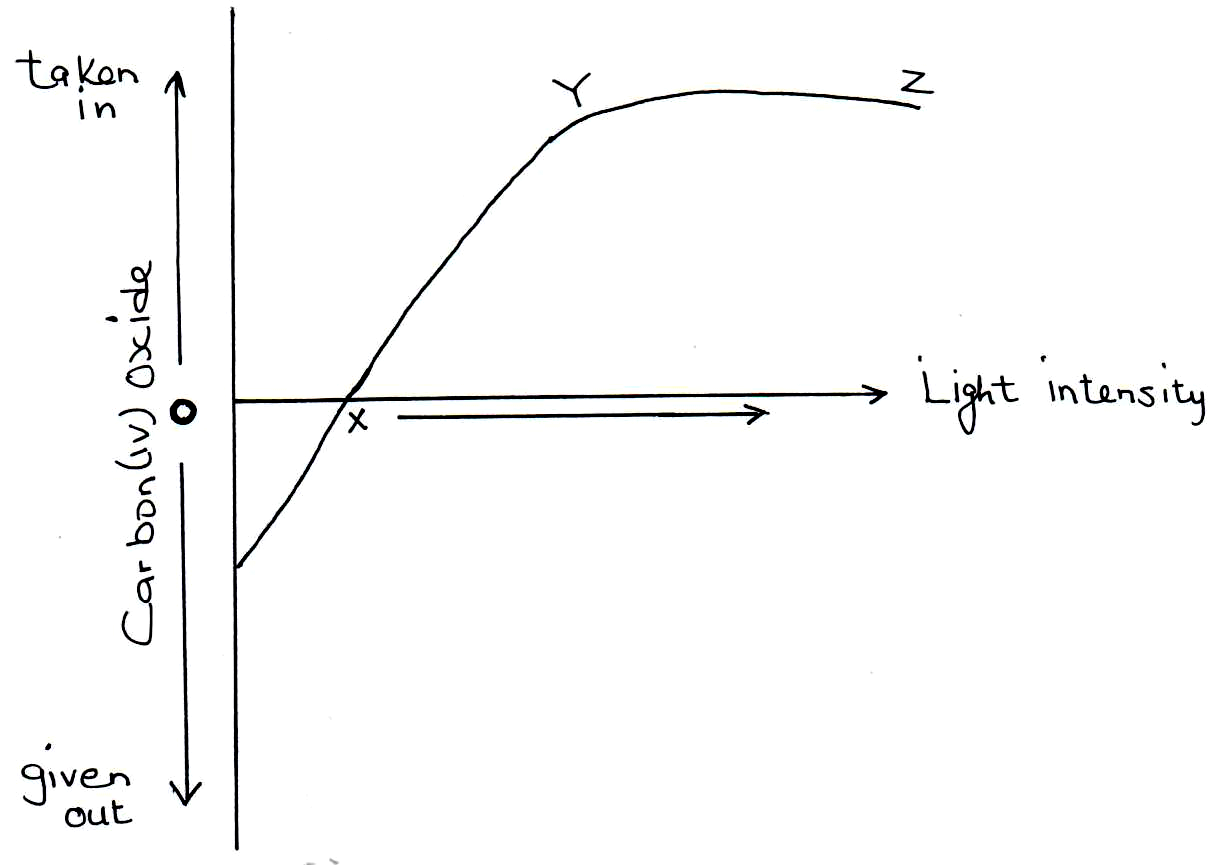 taken
in
Y
Z
Carbon(iv) Oxide
O
X
Light intensity
given
out